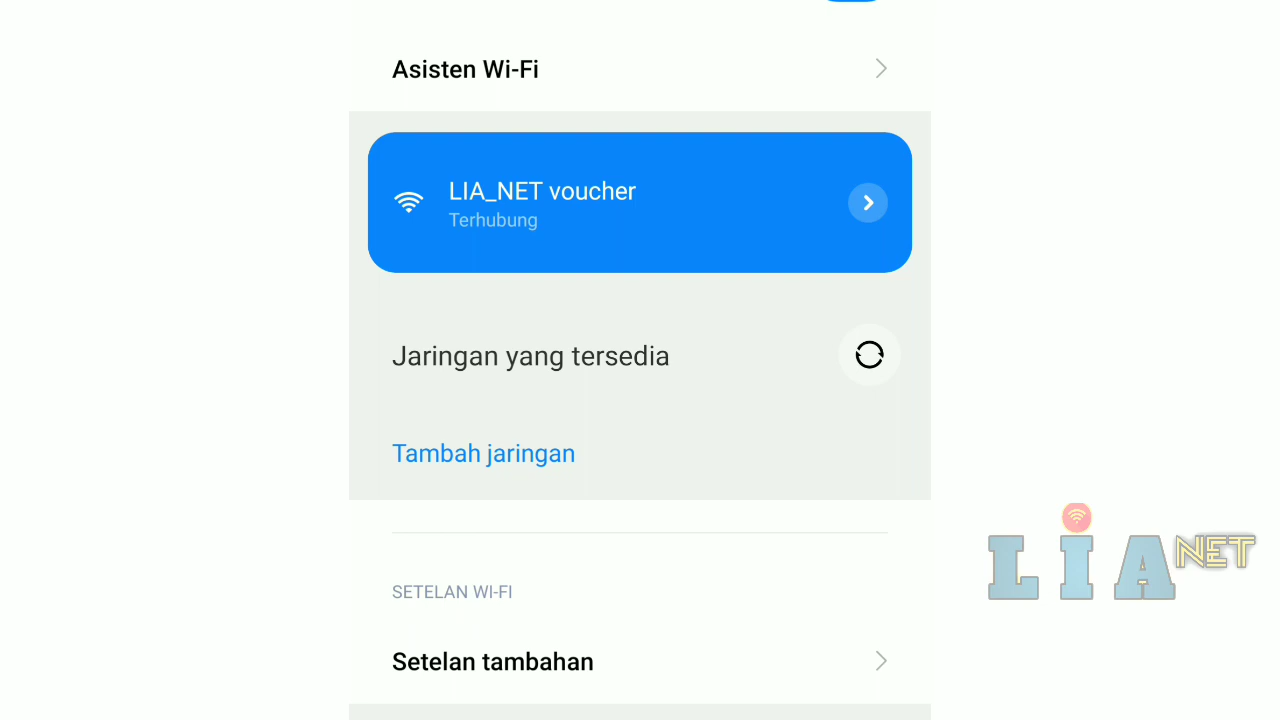 Asisten Wi-Fi
LIA_NET voucher
Terhubung
Jaringan yang tersedia
Tambah jaringan
LIA NET
SETELAN WI-FI
Setelan tambahan